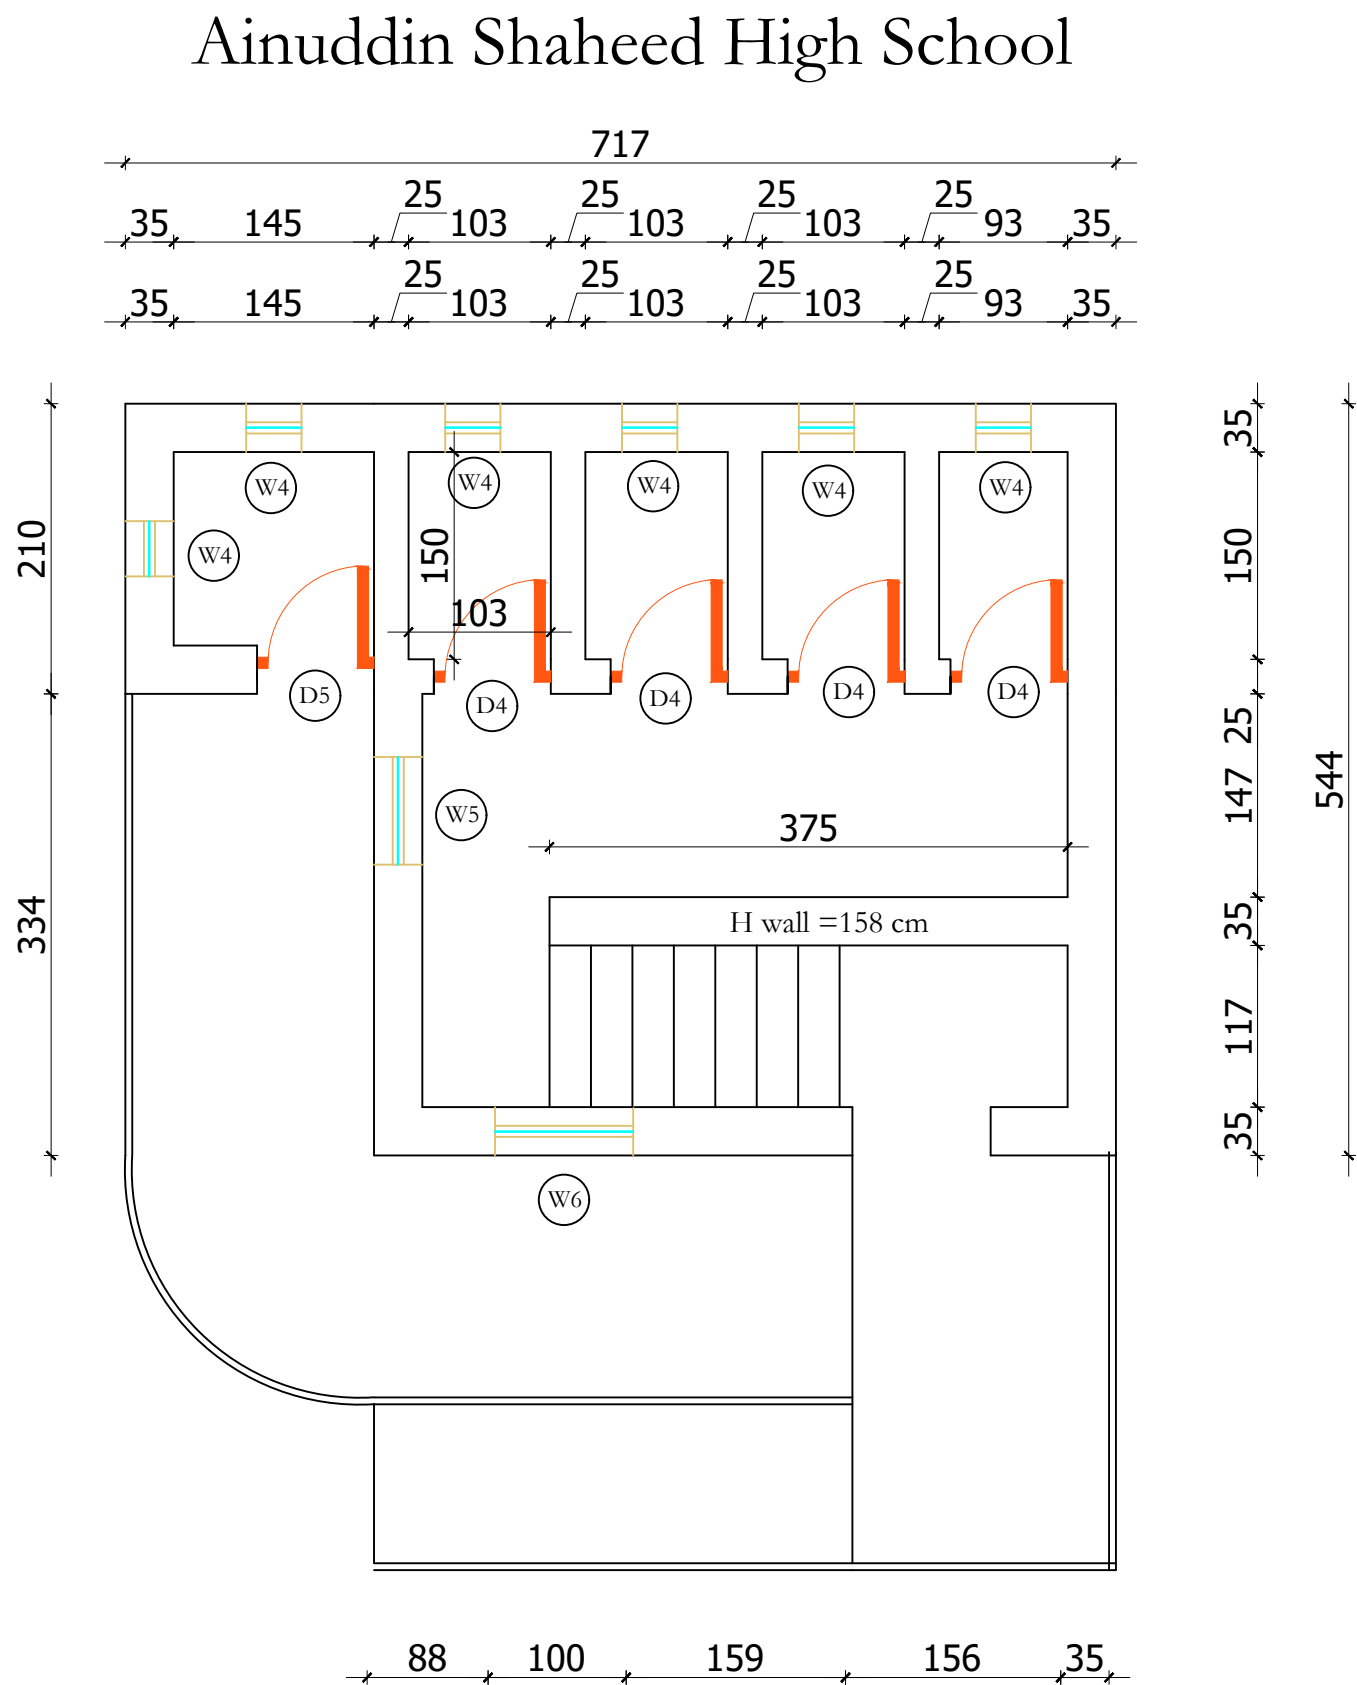 Ainuddin Shaheed High School
717
25 25 25 25
35 145 103 103 103 93 35
25 25 25 25
35 145 103 103 103 93 35
35
W4 W4 W4 W4 W4
210 W4 150 150
103
D5 D4 D4 D4 D4
25
W5 147 544
375
334 H wall =158 cm 35
117
35
W6
88 100 159 156 35